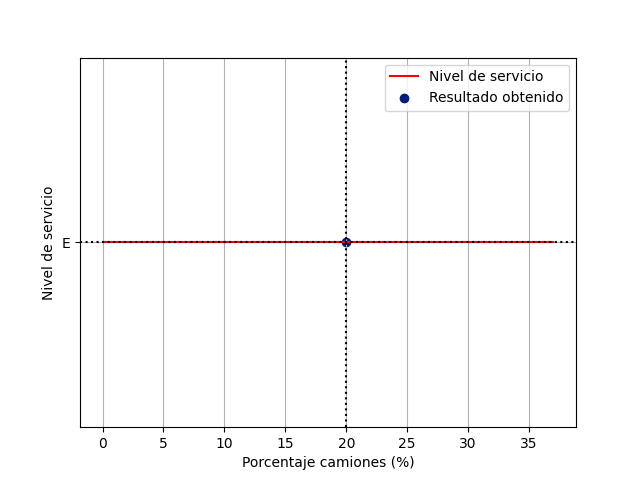 Nivel de servicio
Resultado obtenido
Nivel de servicio
E
0 5 10 15 20 25 30 35
Porcentaje camiones (%)